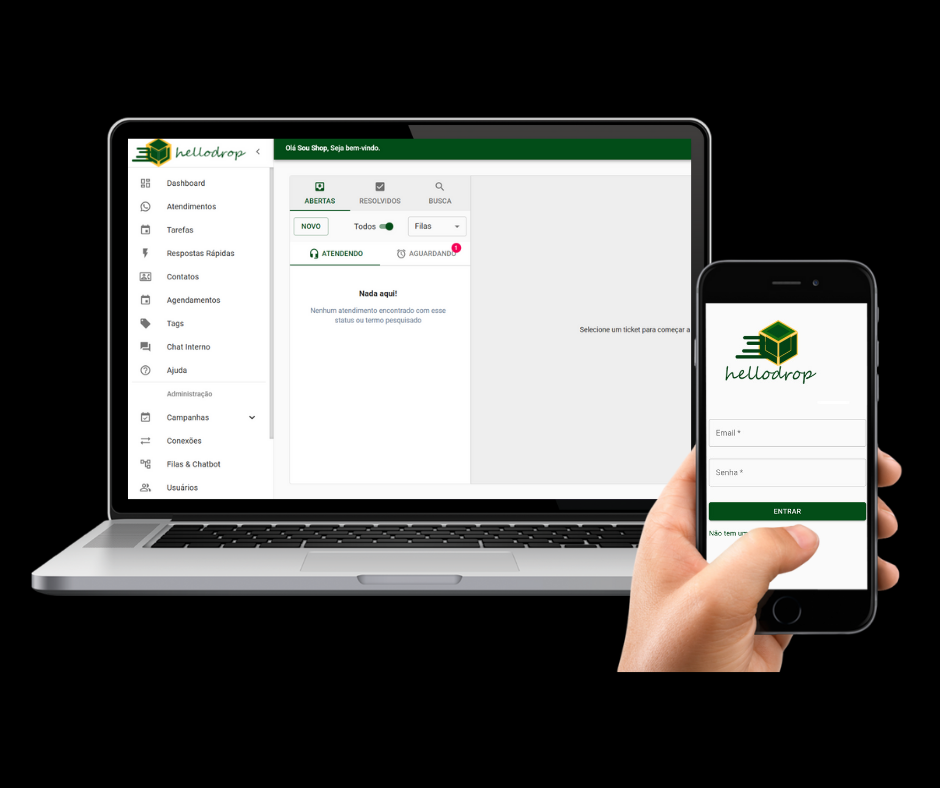 hellodrop
Olá Sou Shop, Seja bem-vindo.
Dashboard
Atendimentos
Tarefas
Respostas Rápidas
Contatos
Agendamentos
Tags
Chat Interno
Ajuda
Administração
Campanhas
Conexões
Filas & Chatbot
Usuários
ABERTAS
RESOLVIDOS
BUSCA
NOVO
Todos
Filas
ATENDENDO
AGUARDANDO
1
Nada aqui!
Nenhum atendimento encontrado com esse
status ou termo pesquisado
Selecione um ticket para começar a
hellodrop
Email *
Senha *
ENTRAR
Não tem um